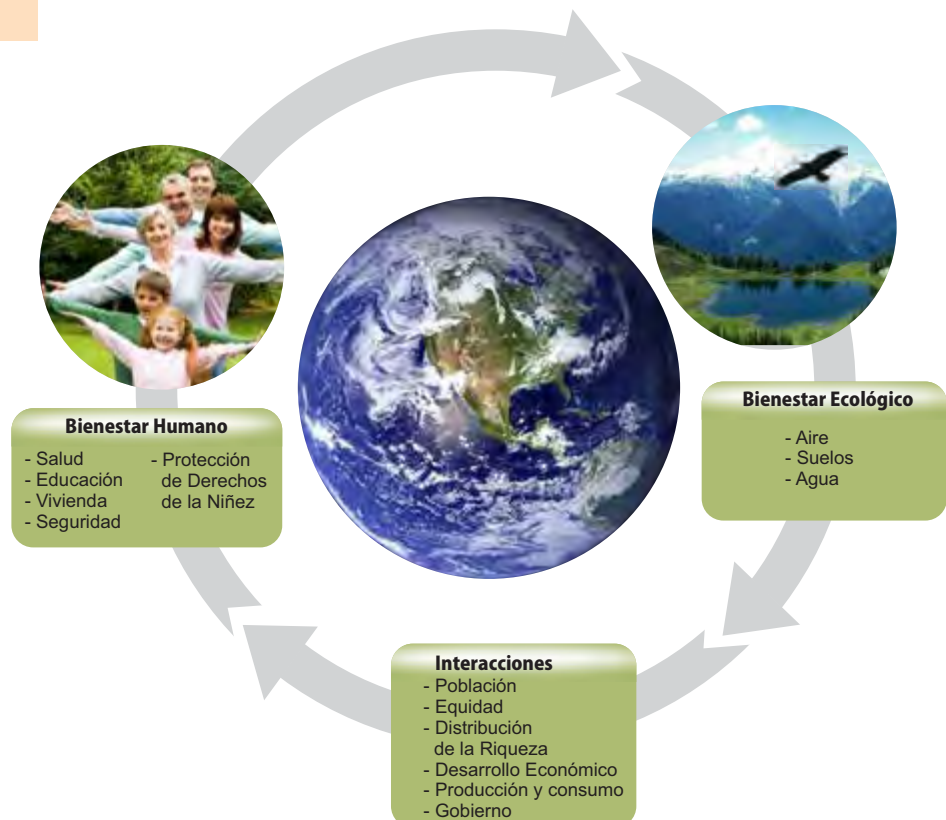 Bienestar Humano
- Salud
- Educación
- Vivienda
- Seguridad
- Protección
de Derechos
de la Niñez
Bienestar Ecológico
- Aire
- Suelos
- Agua
Interacciones
- Población
- Equidad
- Distribución
de la Riqueza
- Desarrollo Económico
- Producción y consumo
- Gobierno